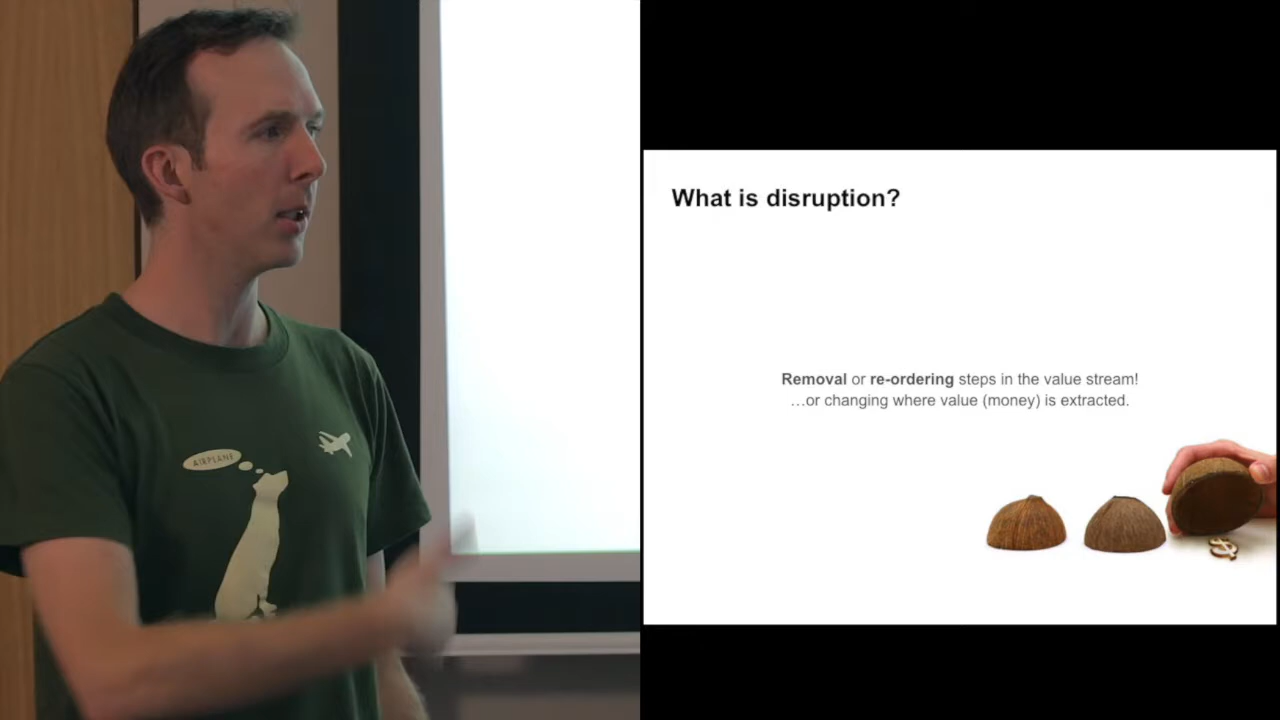 AIRPLANE
What is disruption?
Removal or re-ordering steps in the value stream!
...or changing where value (money) is extracted.
$